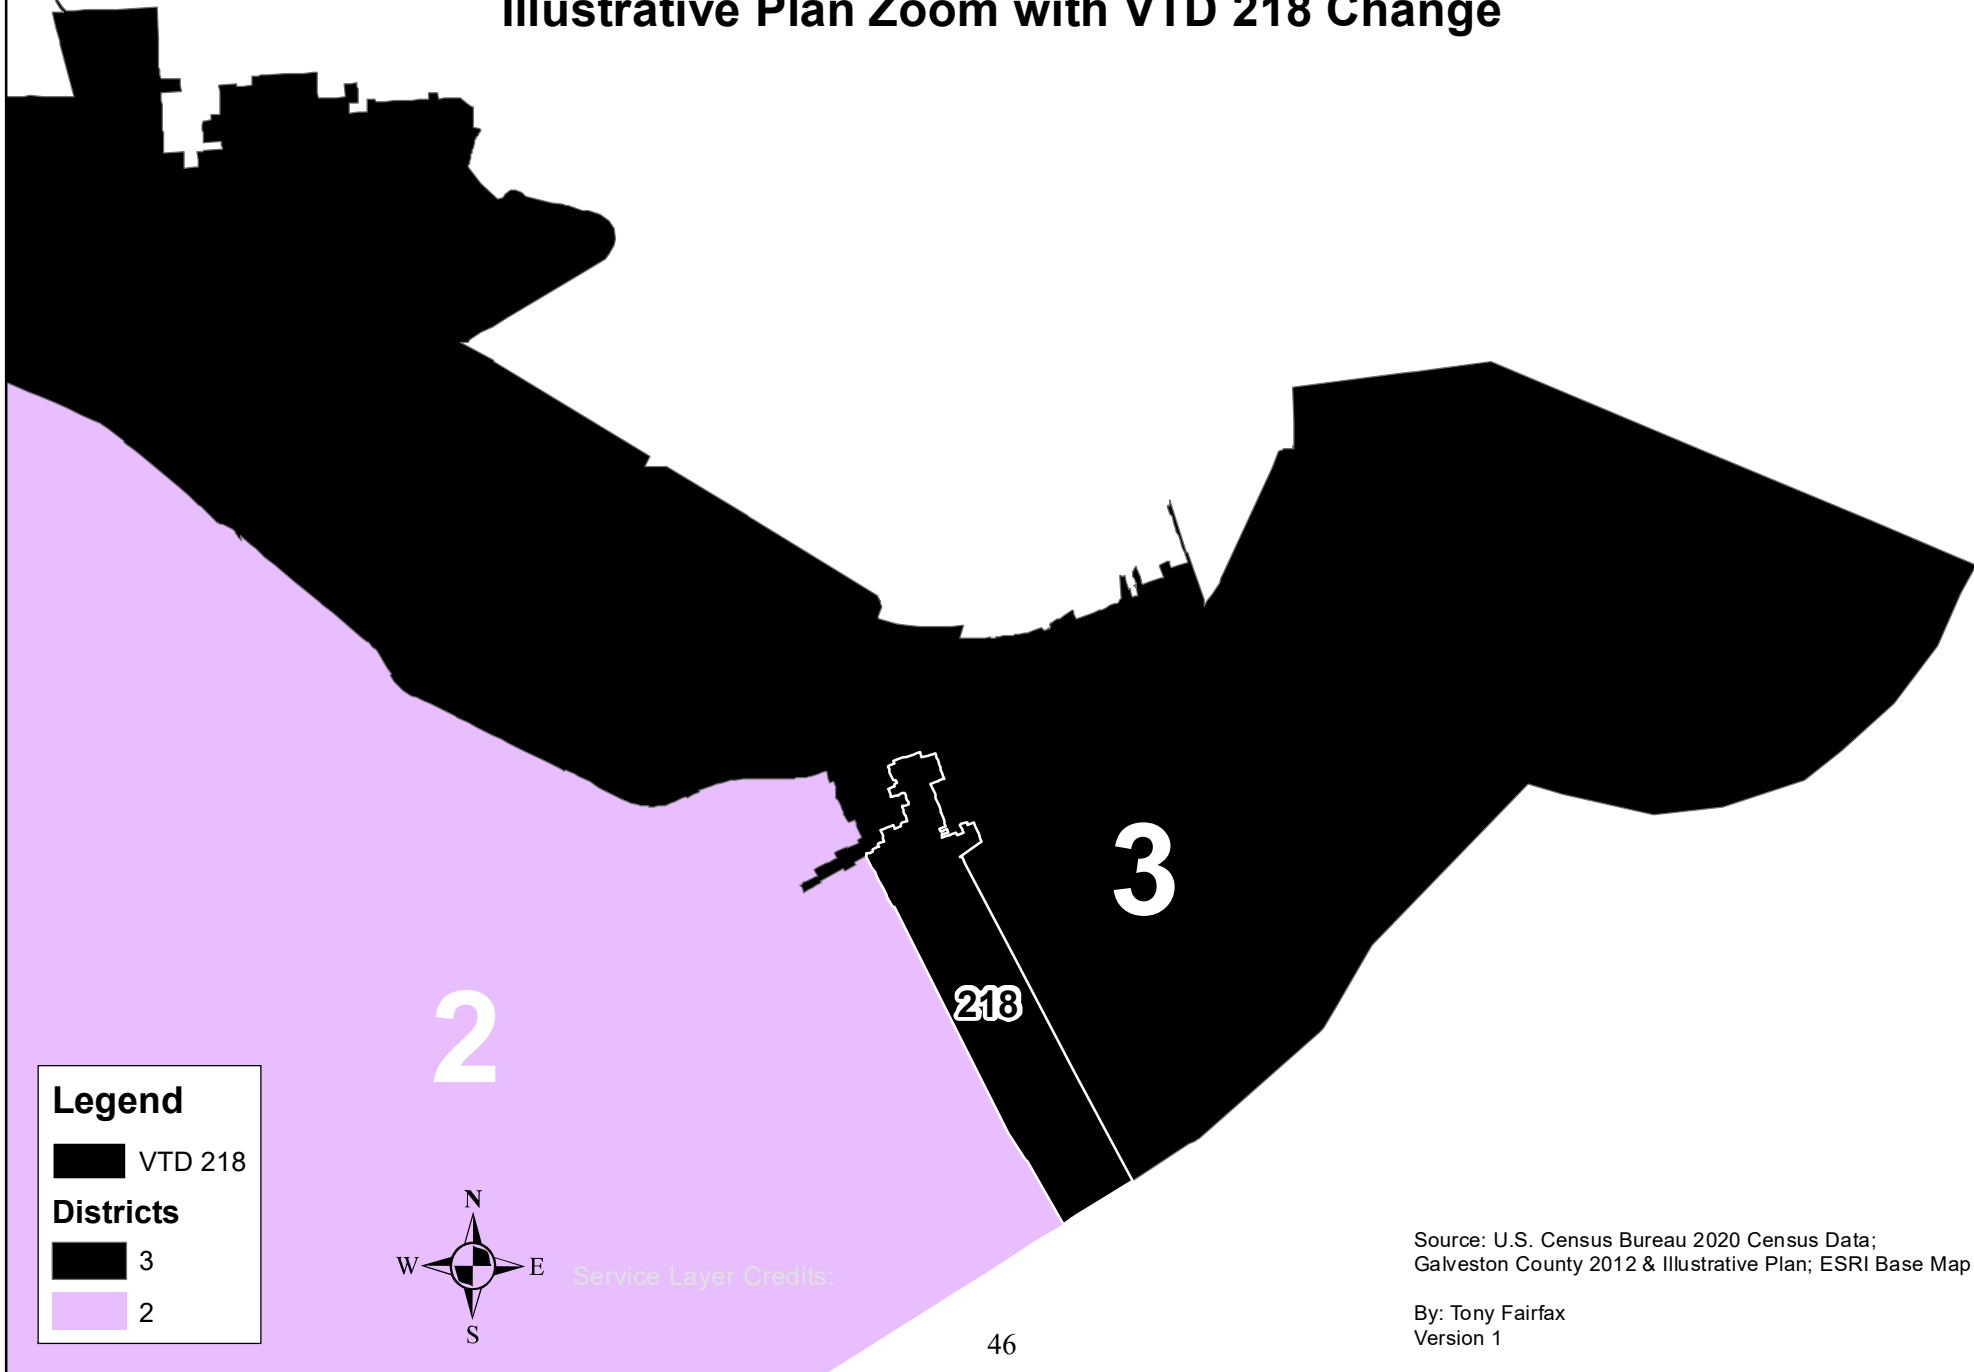 Illustrative Plan Zoom with VTD 218 Change
3
218
2
Legend
VTD 218
Districts
3
2
N
W E
S
Service Layer Credits:
Source: U.S. Census Bureau 2020 Census Data;
Galveston County 2012 & Illustrative Plan; ESRI Base Map
By: Tony Fairfax
Version 1
46